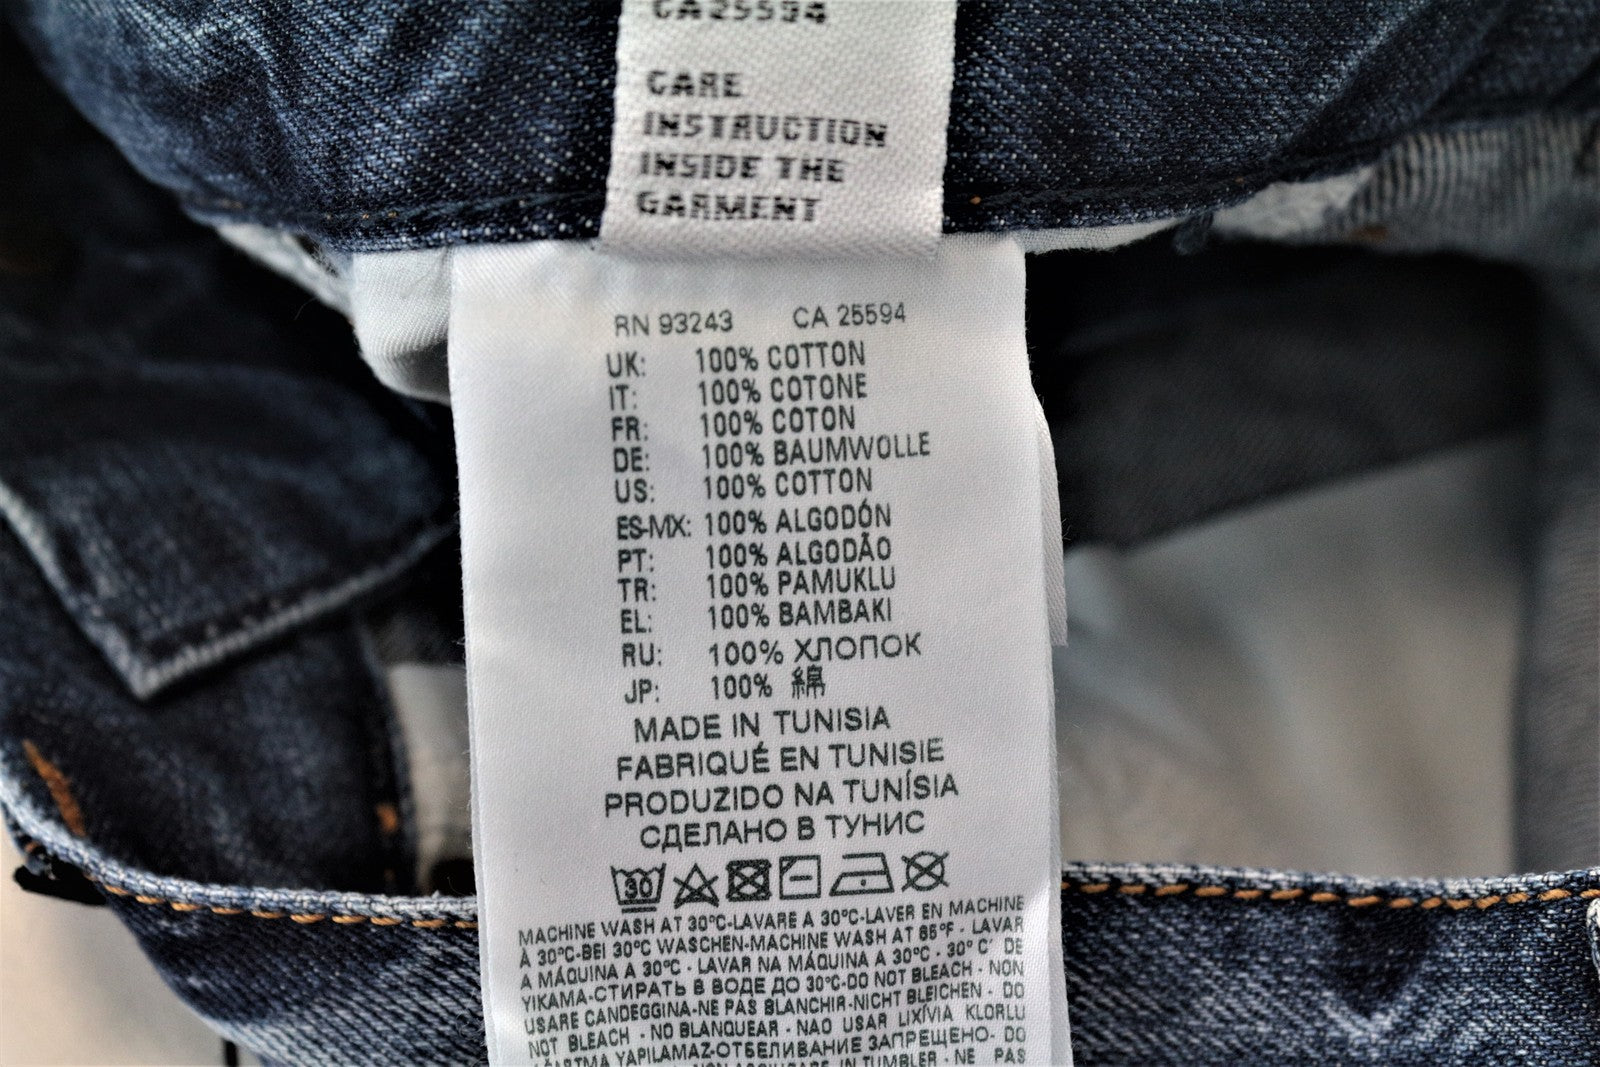 CA25594
CARE
INSTRUCTION
INSIDE THE
GARMENT
RN 93243 CA 25594
UK: 100% COTTON
IT: 100% COTONE
FR: 100% COTON
DE: 100% BAUMWOLLE
US: 100% COTTON
ES-MX: 100% ALGODÓN
PT: 100% ALGODÃO
TR: 100% PAMUKLU
EL: 100% BAMBAKI
RU: 100% ХЛОПОК
JP: 100% 綿
MADE IN TUNISIA
FABRIQUÉ EN TUNISIE
PRODUZIDO NA TUNÍSIA
СДЕЛАНО В ТУНИС
30
MACHINE WASH AT 30°C-LAVARE A 30°C-LAVER EN MACHINE
À 30°C-BEI 30°C WASCHEN-MACHINE WASH AT 85°F - LAVAR
A MÁQUINA A 30°C - LAVAR NA MÁQUINA A 30°C - 30° C' DE
YIKAMA-СТИРАТЬ В ВОДЕ ДО 30°C-DO NOT BLEACH - NON
USARE CANDEGGINA-NE PAS BLANCHIR-NICHT BLEICHEN - DO
NOT BLEACH - NO BLANQUEAR - NAO USAR LIXÍVIA KLORLU
YAPILAMAZ-ОТБЕЛИВАНИЕ ЗАПРЕЩЕНО- DO
IN TUMBLER - NE PAS